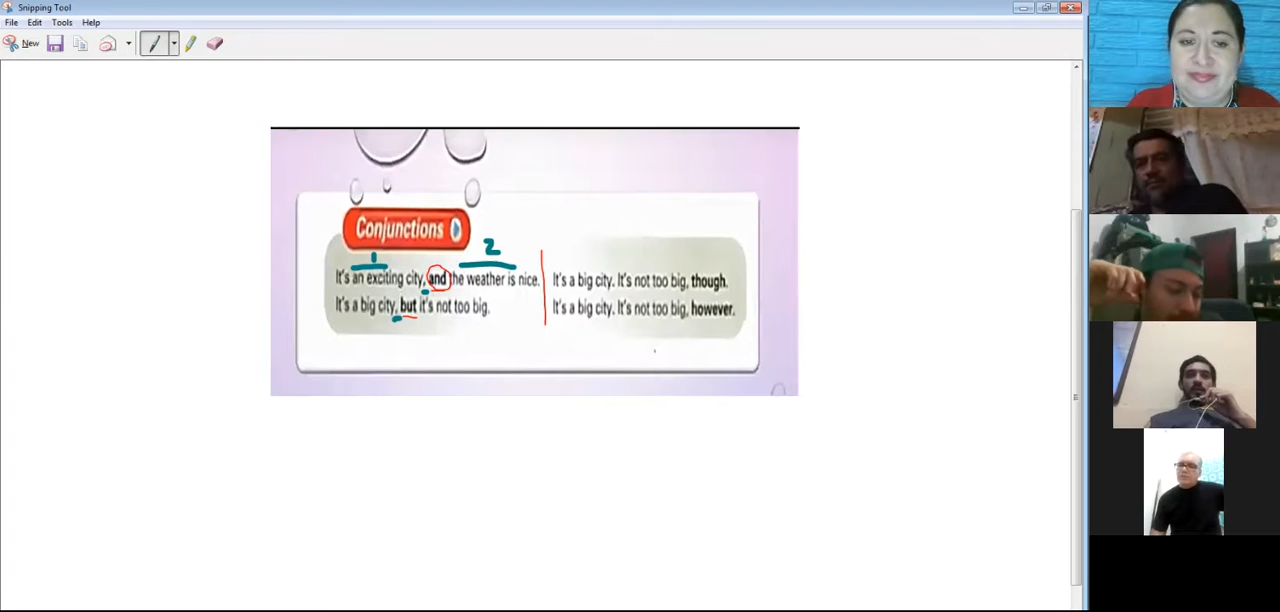 Snipping Tool
File Edit Tools Help
New
Conjunctions
1
2
It's an exciting city, and the weather is nice.
It's a big city, but it's not too big.
It's a big city. It's not too big, though.
It's a big city. It's not too big, however.